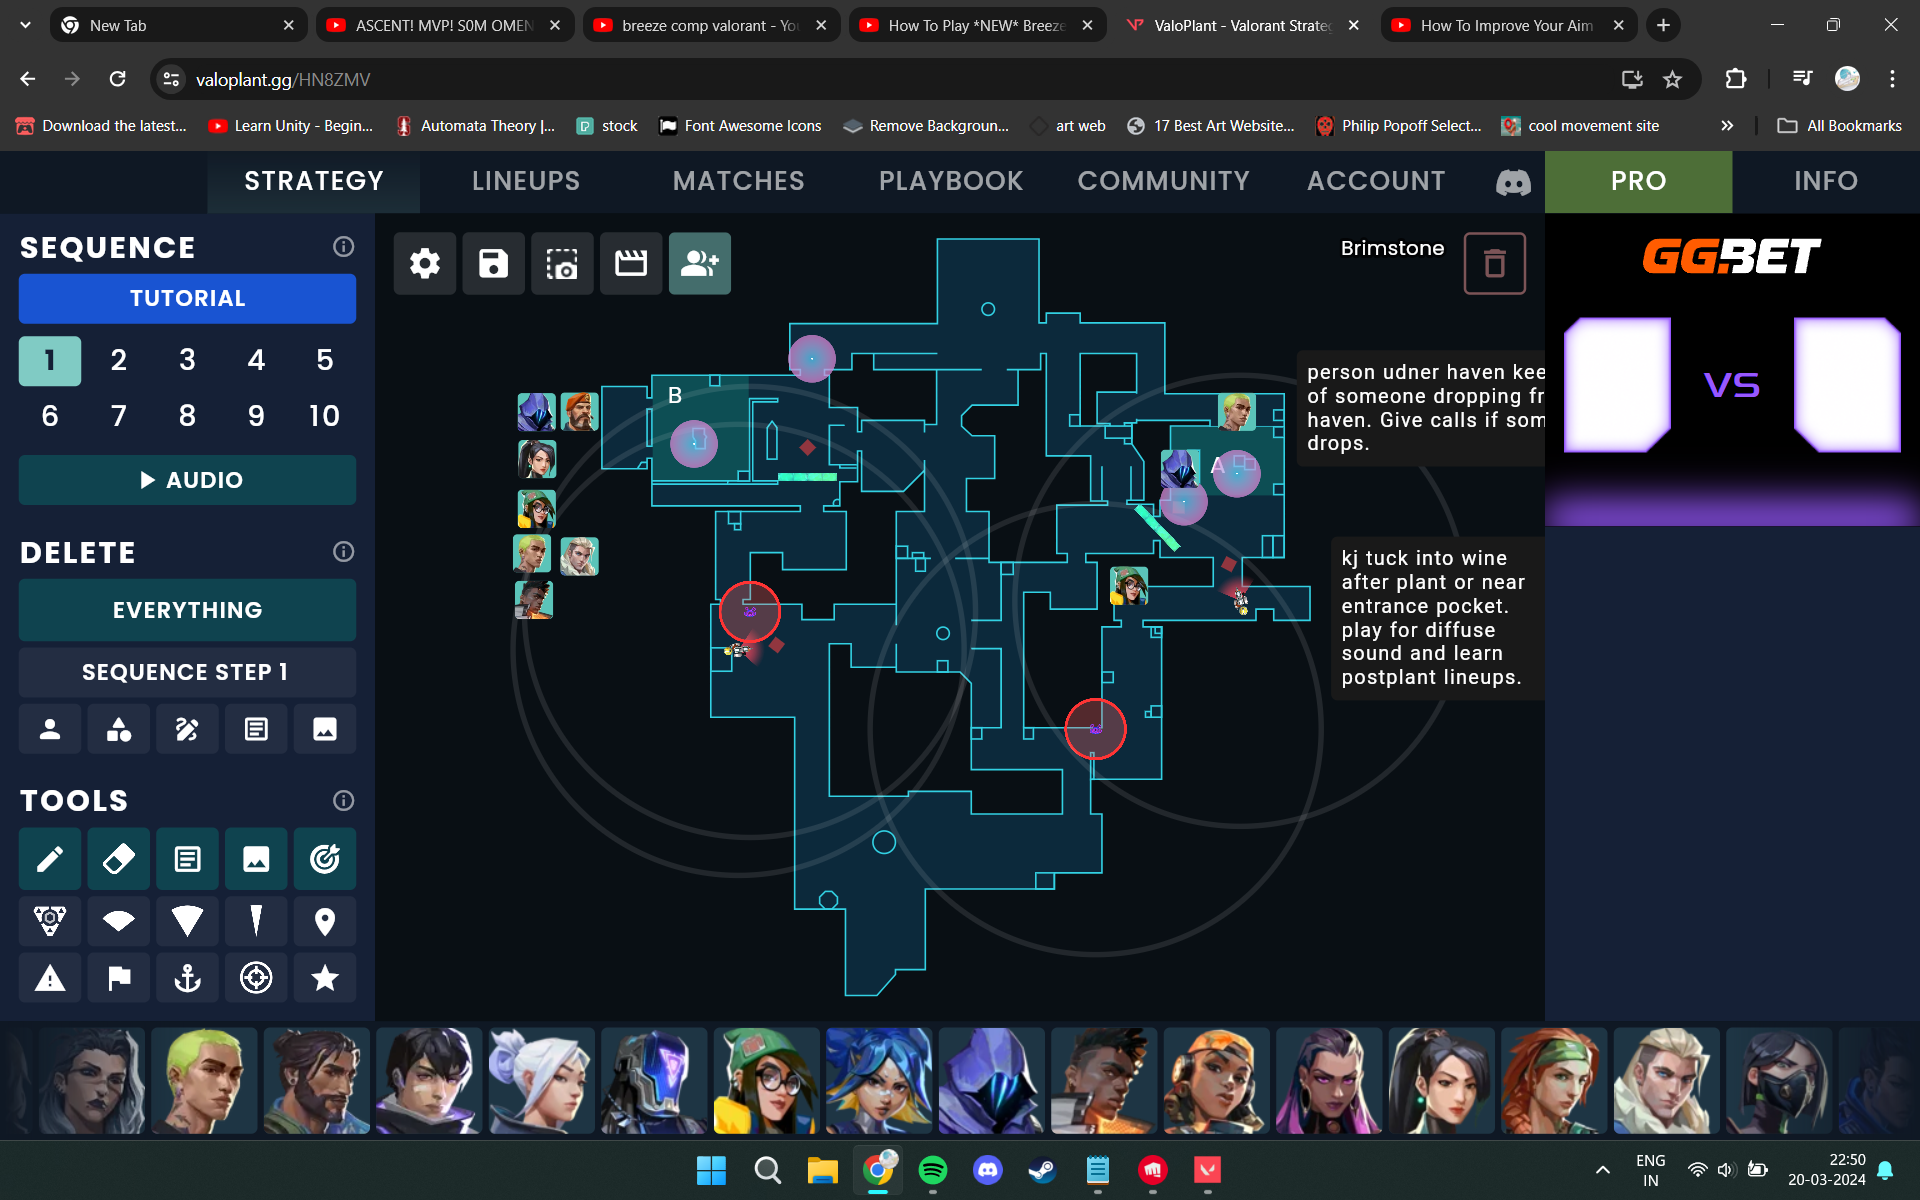 New Tab
ASCENT! MVP! S0M OMEN
breeze comp valorant - Yo
How To Play *NEW* Breeze
ValoPlant - Valorant Strate
How To Improve Your Aim
valoplant.gg/HN8ZMV
Download the latest...
Learn Unity - Begin...
Automata Theory |...
stock
Font Awesome Icons
Remove Backgroun...
art web
17 Best Art Website...
Philip Popoff Select...
cool movement site
All Bookmarks
STRATEGY
LINEUPS
MATCHES
PLAYBOOK
COMMUNITY
ACCOUNT
PRO
INFO
SEQUENCE
TUTORIAL
1 2 3 4 5
6 7 8 9 10
AUDIO
DELETE
EVERYTHING
SEQUENCE STEP 1
TOOLS
Brimstone
B
A
person udner haven kee
of someone dropping fr
haven. Give calls if som
drops.
kj tuck into wine
after plant or near
entrance pocket.
play for diffuse
sound and learn
postplant lineups.
GG.BET
VS
ENG
IN
22:50
20-03-2024